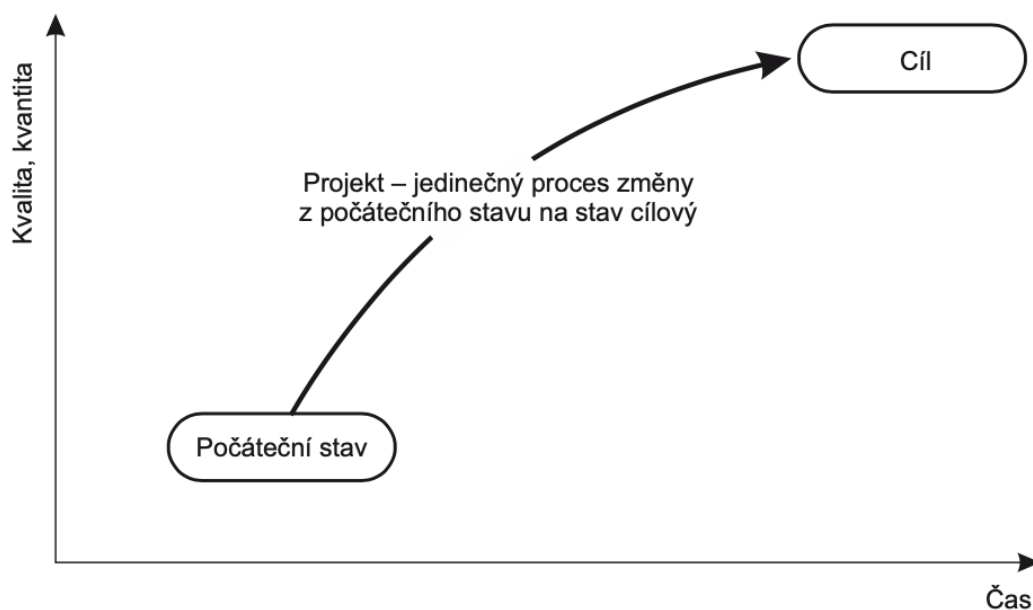 Kvalita, kvantita
Cíl
Projekt – jedinečný proces změny
z počátečního stavu na stav cílový
Počáteční stav
Čas